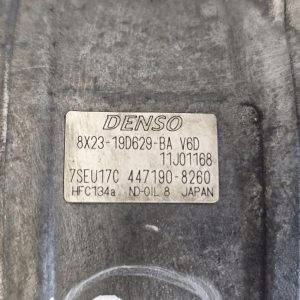 DENSO
8X23-19D629-BA V6D
11J01168
7SEU17C 447190-8260
HFC134a ND-OIL 8 JAPAN